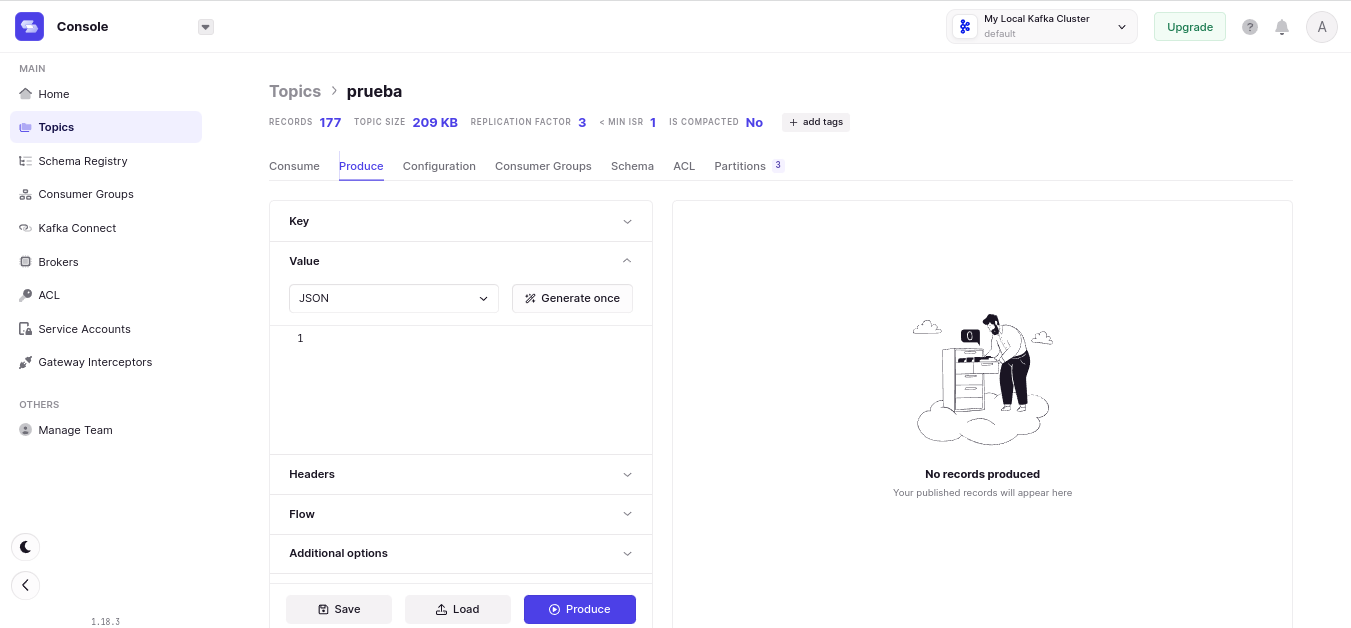 Console
My Local Kafka Cluster
default
Upgrade
?
A
MAIN
Home
Topics
Schema Registry
Consumer Groups
Kafka Connect
Brokers
ACL
Service Accounts
Gateway Interceptors
OTHERS
Manage Team
1.18.3
Topics > prueba
RECORDS 177 TOPIC SIZE 209 KB REPLICATION FACTOR 3 < MIN ISR 1 IS COMPACTED No + add tags
Consume Produce Configuration Consumer Groups Schema ACL Partitions 3
Key
Value
JSON Generate once
1
Headers
Flow
Additional options
Save Load Produce
0
No records produced
Your published records will appear here